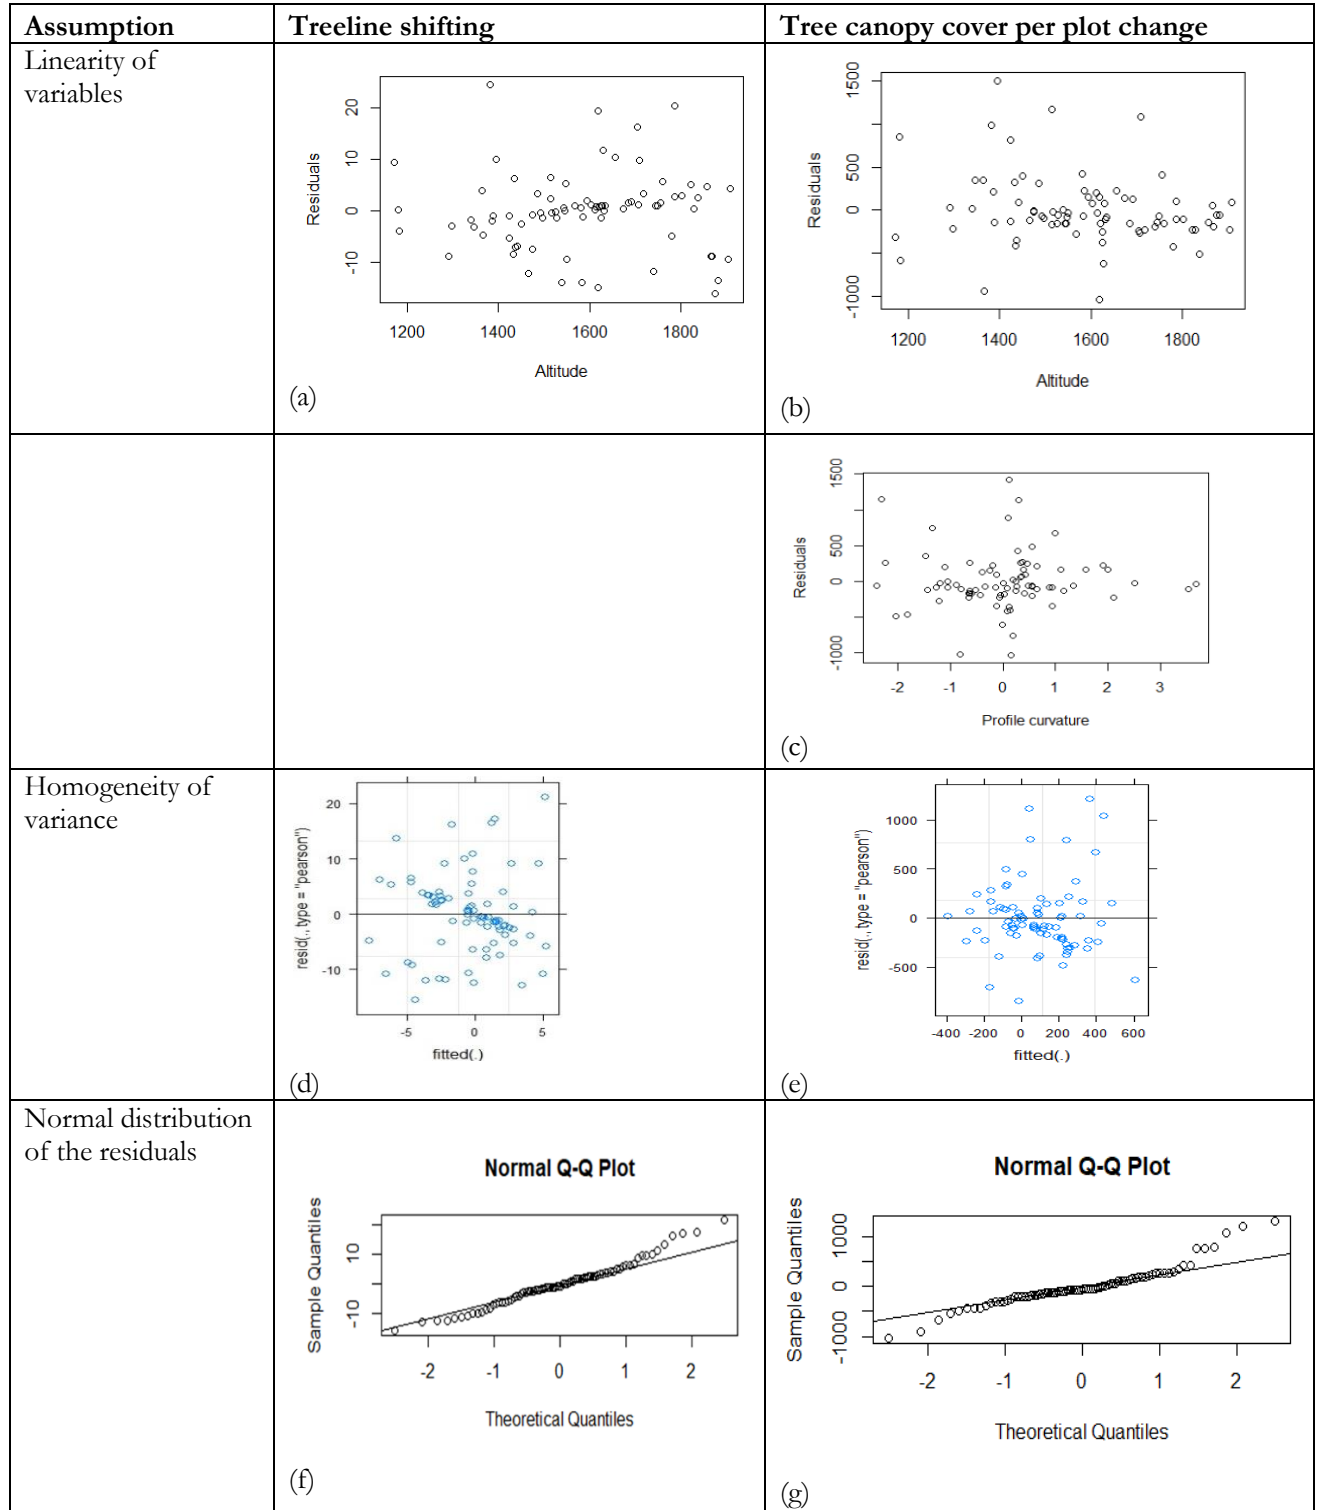 Assumption
Treeline shifting
Tree canopy cover per plot change
Linearity of
variables
Residuals
20
10
0
-10
1200 1400 1600 1800
Altitude
(a)
Residuals
1500
500
0
-1000
1200 1400 1600 1800
Altitude
(b)
Residuals
1500
500
0
-1000
-2 -1 0 1 2 3
Profile curvature
(c)
Homogeneity of
variance
resid(., type = "pearson")
20
10
0
-10
-5 0 5
fitted(.)
(d)
resid(., type = "pearson")
1000
500
0
-500
-400 -200 0 200 400 600
fitted(.)
(e)
Normal distribution
of the residuals
Normal Q-Q Plot
Sample Quantiles
10
-10
-2 -1 0 1 2
Theoretical Quantiles
(f)
Normal Q-Q Plot
Sample Quantiles
1000
0
-1000
-2 -1 0 1 2
Theoretical Quantiles
(g)